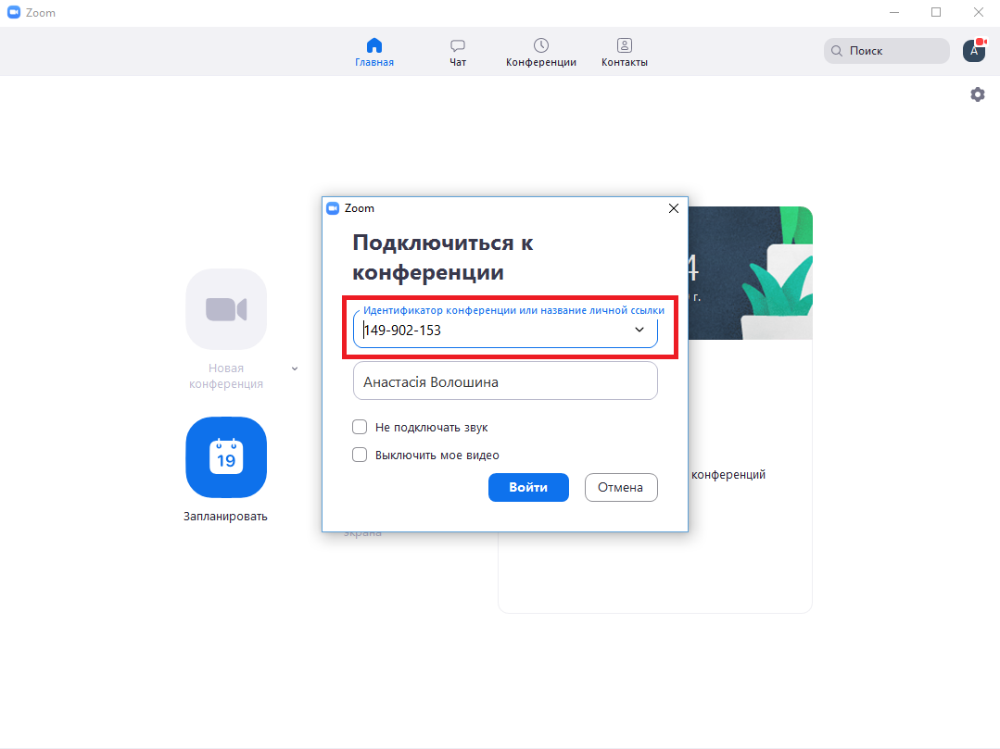 Zoom
Главная
Чат
Конференции
Контакты
Поиск
A
Zoom
Подключиться к
конференции
Идентификатор конференции или название личной ссылки
149-902-153
Анастасія Волошина
Не подключать звук
Выключить мое видео
Войти
Отмена
Новая
конференция
19
Запланировать
экрана
4
г.
конференций